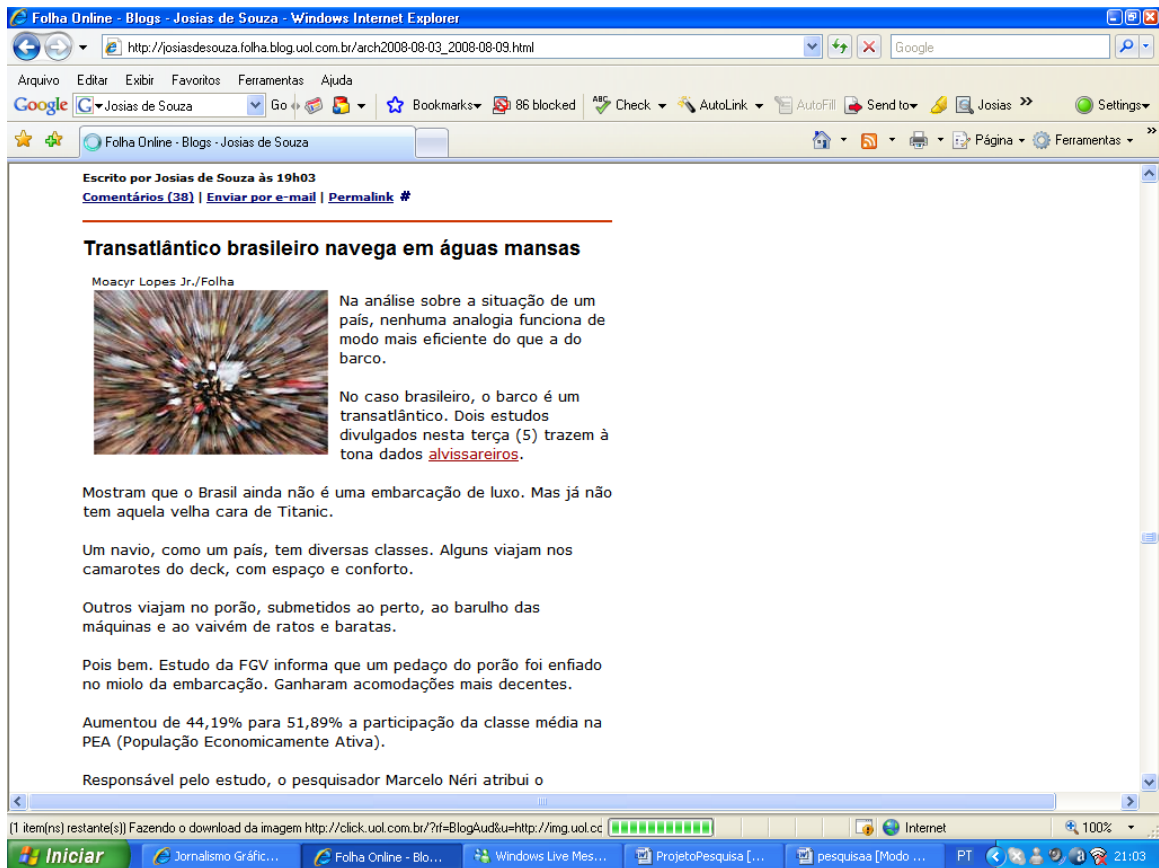 Folha Online - Blogs - Josias de Souza - Windows Internet Explorer
http://josiasdesouza.folha.blog.uol.com.br/arch2008-08-03_2008-08-09.html
Google
Arquivo Editar Exibir Favoritos Ferramentas Ajuda
Google G Josias de Souza Go Bookmarks 86 blocked ABC Check AutoLink AutoFill Send to Josias >> Settings
Folha Online - Blogs - Josias de Souza
Página Ferramentas >>
Escrito por Josias de Souza às 19h03
Comentários (38) | Enviar por e-mail | Permalink #
Transatlântico brasileiro navega em águas mansas
Moacyr Lopes Jr./Folha
Na análise sobre a situação de um
país, nenhuma analogia funciona de
modo mais eficiente do que a do
barco.
No caso brasileiro, o barco é um
transatlântico. Dois estudos
divulgados nesta terça (5) trazem à
tona dados alvissareiros.
Mostram que o Brasil ainda não é uma embarcação de luxo. Mas já não
tem aquela velha cara de Titanic.
Um navio, como um país, tem diversas classes. Alguns viajam nos
camarotes do deck, com espaço e conforto.
Outros viajam no porão, submetidos ao perto, ao barulho das
máquinas e ao vaivém de ratos e baratas.
Pois bem. Estudo da FGV informa que um pedaço do porão foi enfiado
no miolo da embarcação. Ganharam acomodações mais decentes.
Aumentou de 44,19% para 51,89% a participação da classe média na
PEA (População Economicamente Ativa).
Responsável pelo estudo, o pesquisador Marcelo Néri atribui o
(1 item(ns) restante(s)) Fazendo o download da imagem http://click.uol.com.br/?rf=BlogAud&u=http://img.uol.cc
Internet 100%
Iniciar Jornalismo Gráfic... Folha Online - Blo... Windows Live Mes... ProjetoPesquisa [... pesquisaa [Modo ... PT 21:03